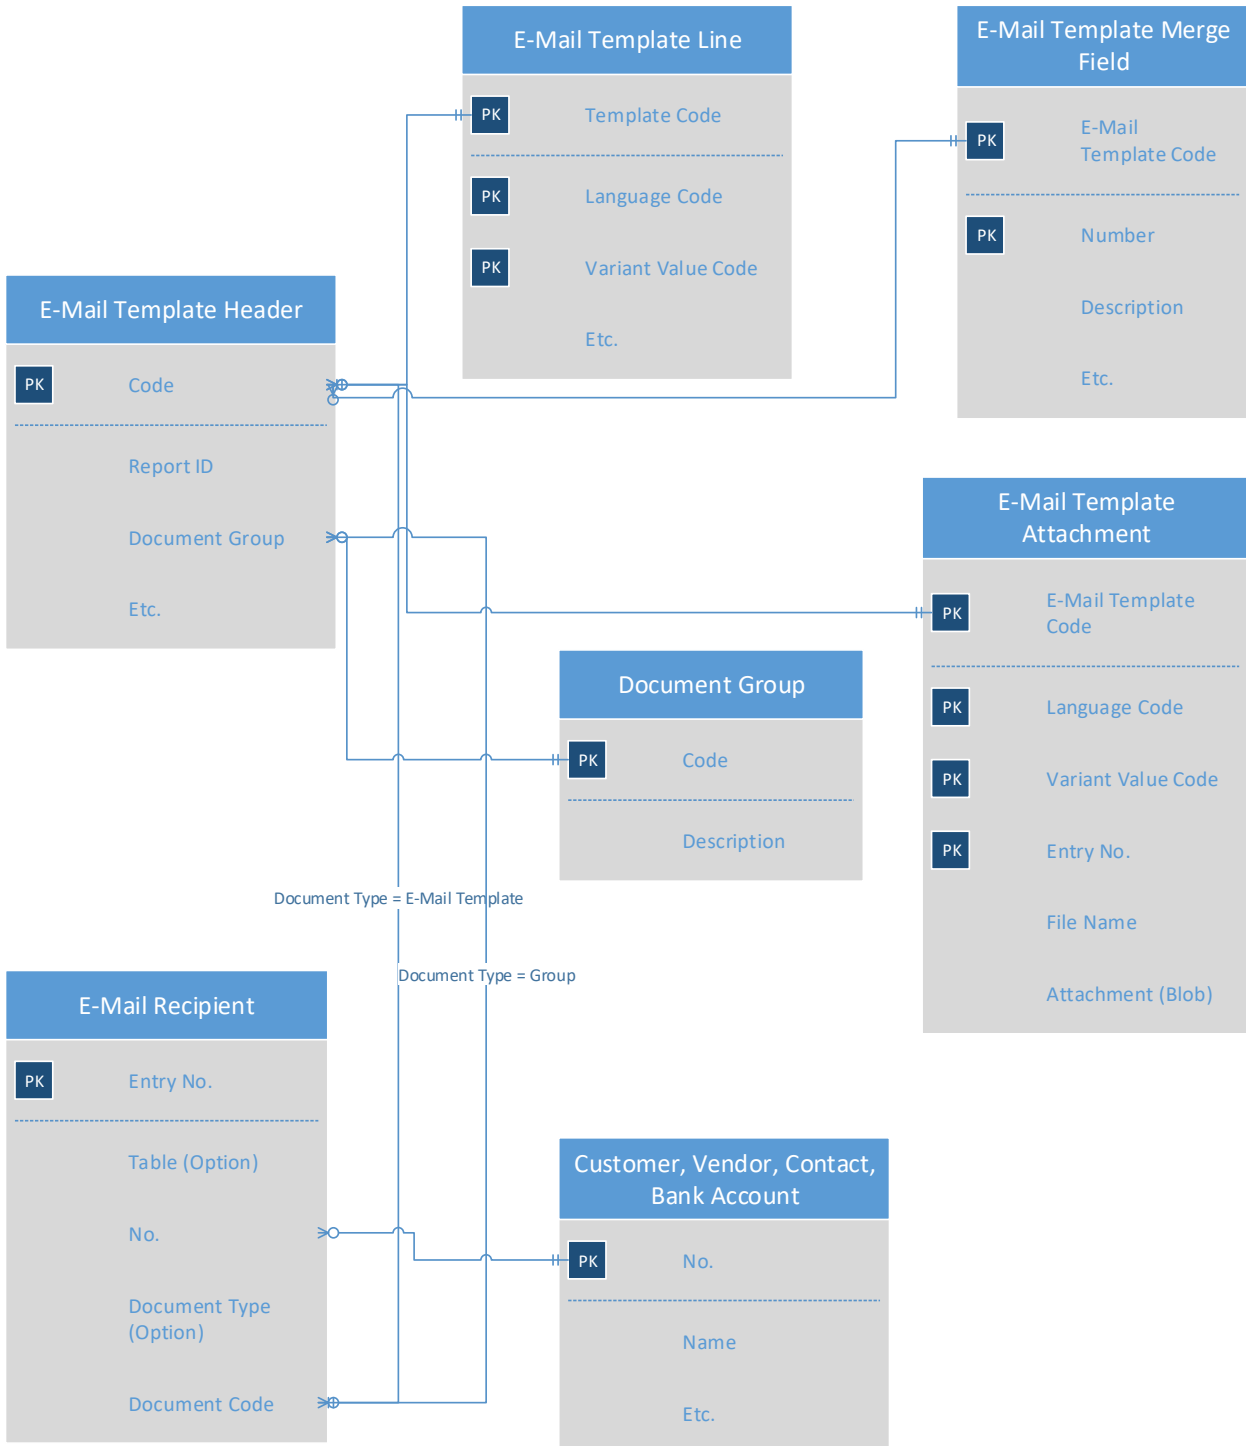 E-Mail Template Line
PK
Template Code
PK
Language Code
PK
Variant Value Code
Etc.
E-Mail Template Merge
Field
PK
E-Mail
Template Code
PK
Number
Description
Etc.
E-Mail Template Header
PK
Code
Report ID
Document Group
Etc.
E-Mail Template
Attachment
PK
E-Mail Template
Code
PK
Language Code
PK
Variant Value Code
PK
Entry No.
File Name
Attachment (Blob)
Document Group
PK
Code
Description
Document Type = E-Mail Template
Document Type = Group
E-Mail Recipient
PK
Entry No.
Table (Option)
No.
Document Type
(Option)
Document Code
Customer, Vendor, Contact,
Bank Account
PK
No.
Name
Etc.